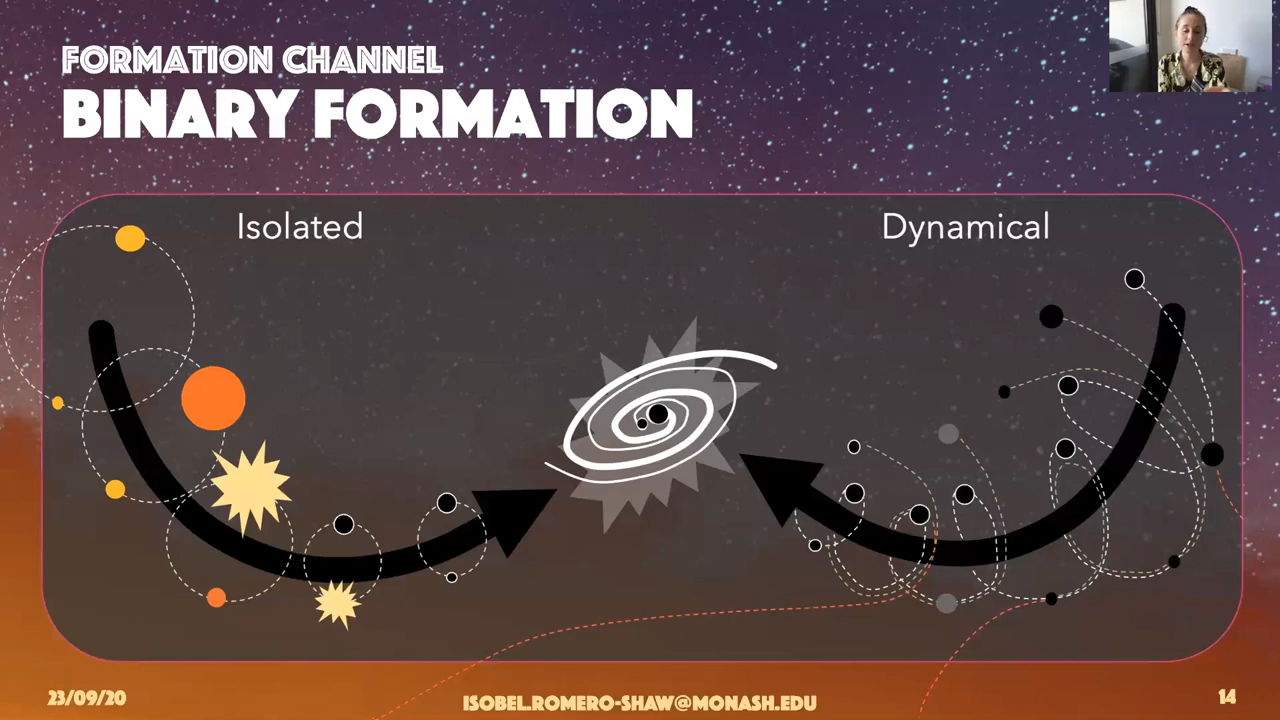 FORMATION CHANNEL
BINARY FORMATION
Isolated
Dynamical
23/09/20
ISOBEL.ROMERO-SHAW@MONASH.EDU
14